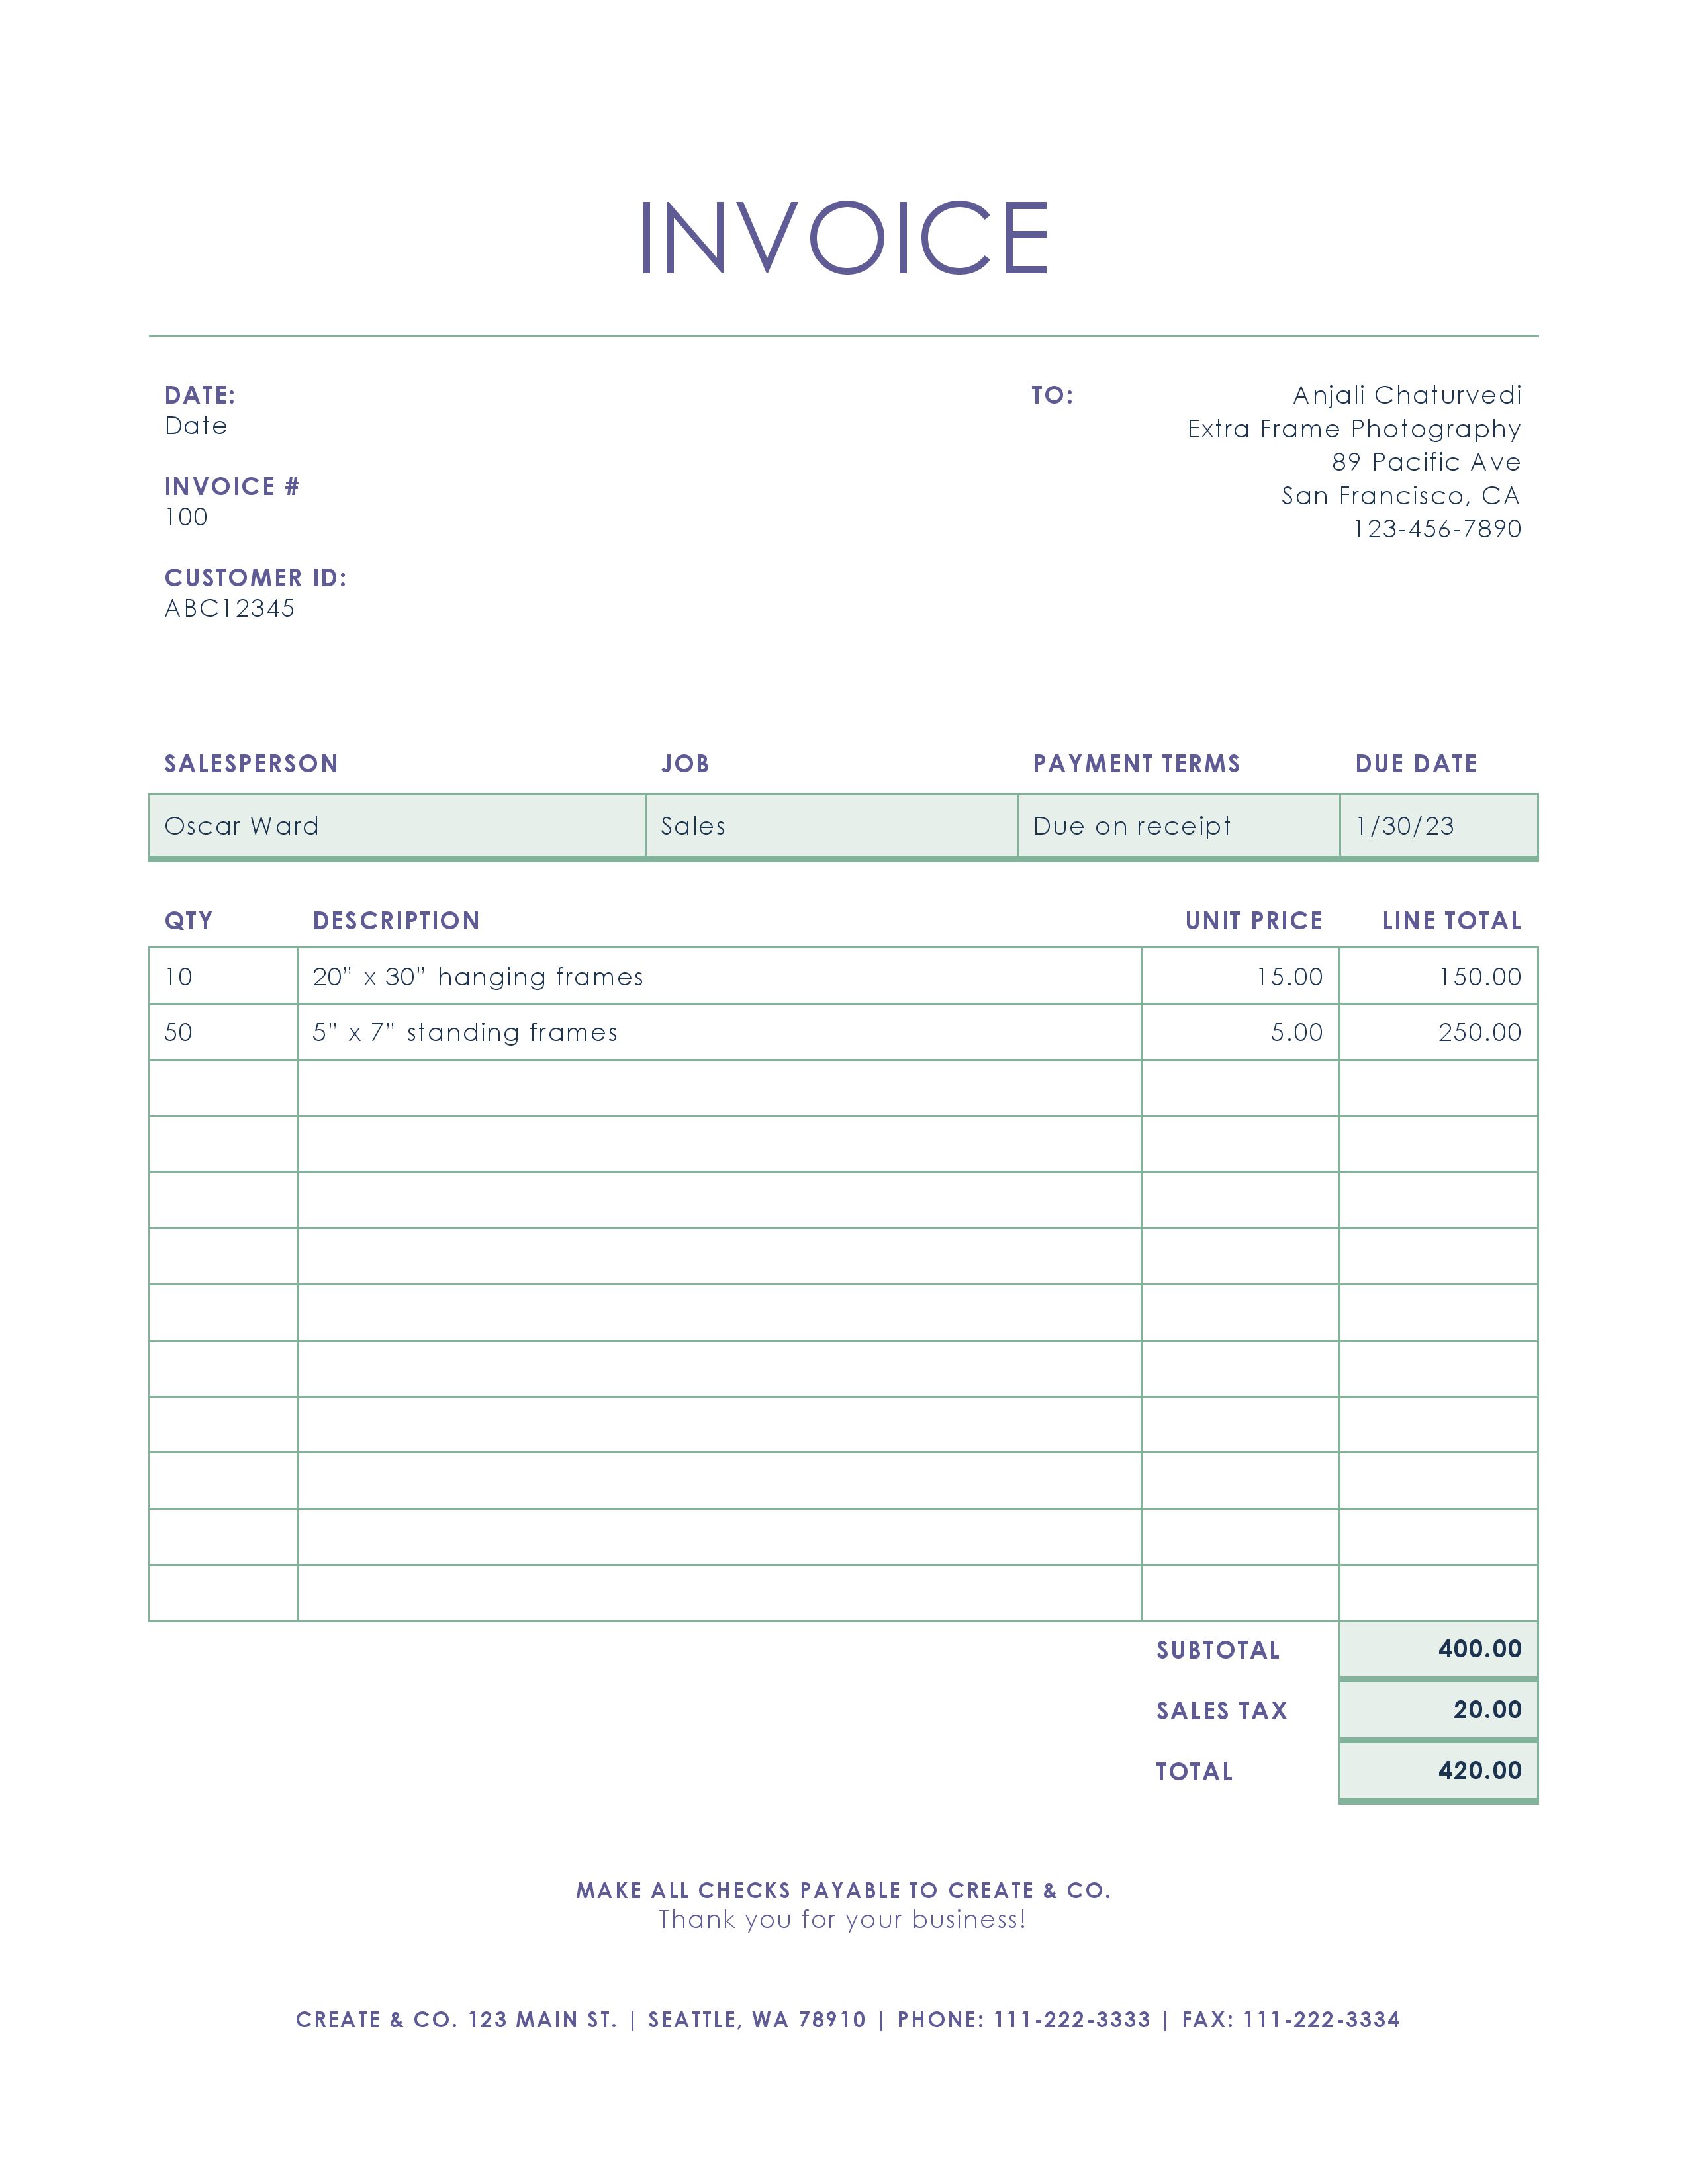 INVOICE
DATE:
Date
INVOICE #
100
CUSTOMER ID:
ABC12345
TO:
Anjali Chaturvedi
Extra Frame Photography
89 Pacific Ave
San Francisco, CA
123-456-7890
SALESPERSON JOB PAYMENT TERMS DUE DATE
Oscar Ward Sales Due on receipt 1/30/23
QTY DESCRIPTION UNIT PRICE LINE TOTAL
10 20” x 30” hanging frames 15.00 150.00
50 5” x 7” standing frames 5.00 250.00
SUBTOTAL 400.00
SALES TAX 20.00
TOTAL 420.00
MAKE ALL CHECKS PAYABLE TO CREATE & CO.
Thank you for your business!
CREATE & CO. 123 MAIN ST. | SEATTLE, WA 78910 | PHONE: 111-222-3333 | FAX: 111-222-3334